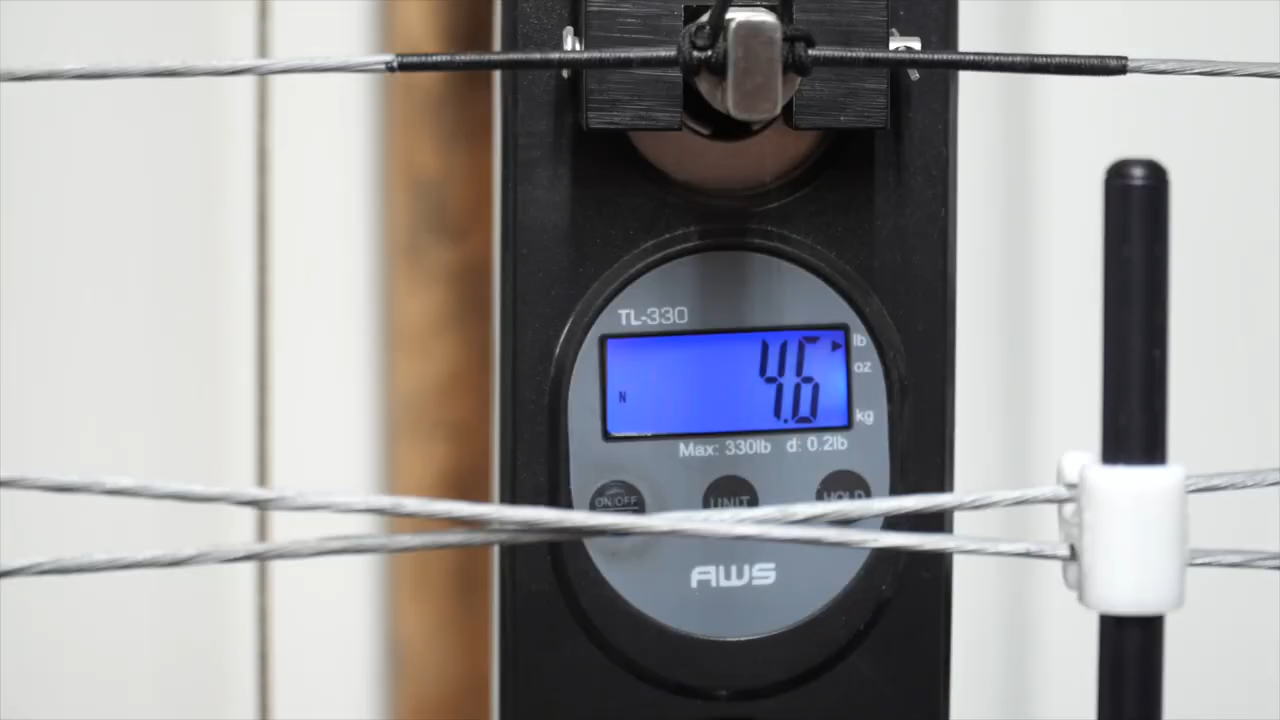 TL-330
4.6
lb
oz
N
kg
Max: 330lb d: 0.2lb
ON/OFF
UNIT
HOLD
AWS